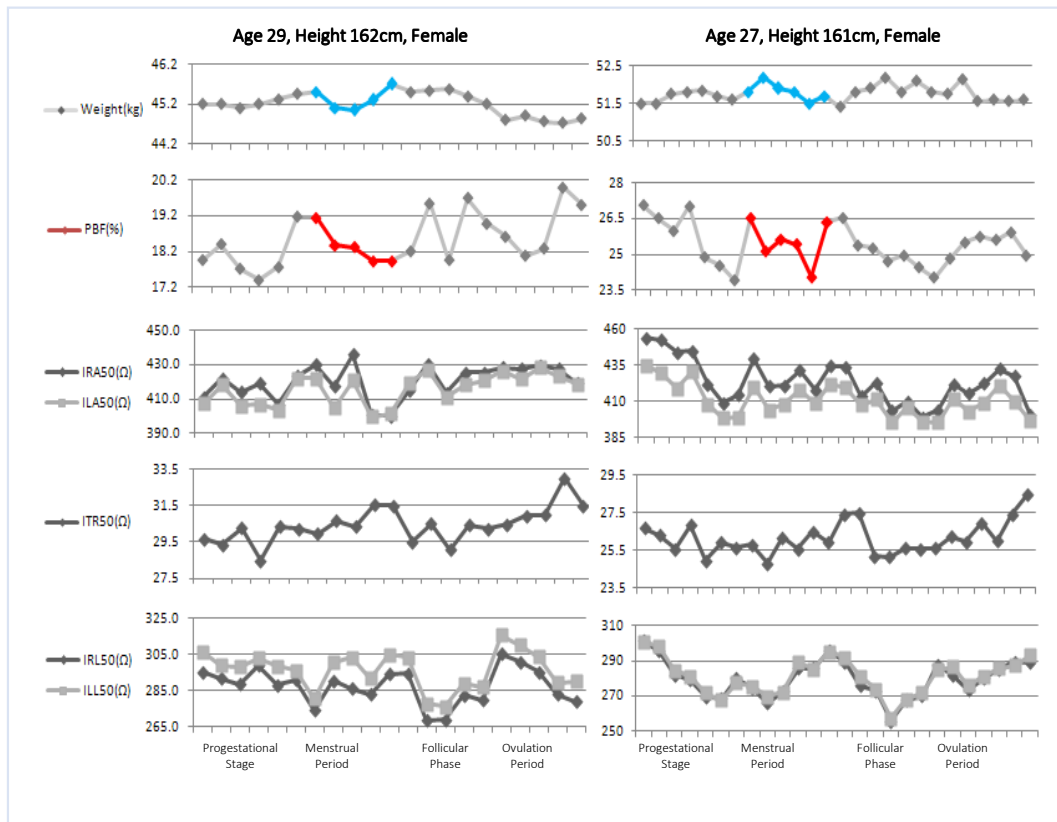 Age 29, Height 162cm, Female
Age 27, Height 161cm, Female
Weight(kg)
46.2
45.2
44.2
52.5
51.5
50.5
PBF(%)
20.2
19.2
18.2
17.2
28
26.5
25
23.5
IRA50(Ω)
ILA50(Ω)
450.0
430.0
410.0
390.0
460
435
410
385
ITR50(Ω)
33.5
31.5
29.5
27.5
29.5
27.5
25.5
23.5
IRL50(Ω)
ILL50(Ω)
325.0
305.0
285.0
265.0
310
290
270
250
Progestational
Stage
Menstrual
Period
Follicular
Phase
Ovulation
Period
Progestational
Stage
Menstrual
Period
Follicular
Phase
Ovulation
Period